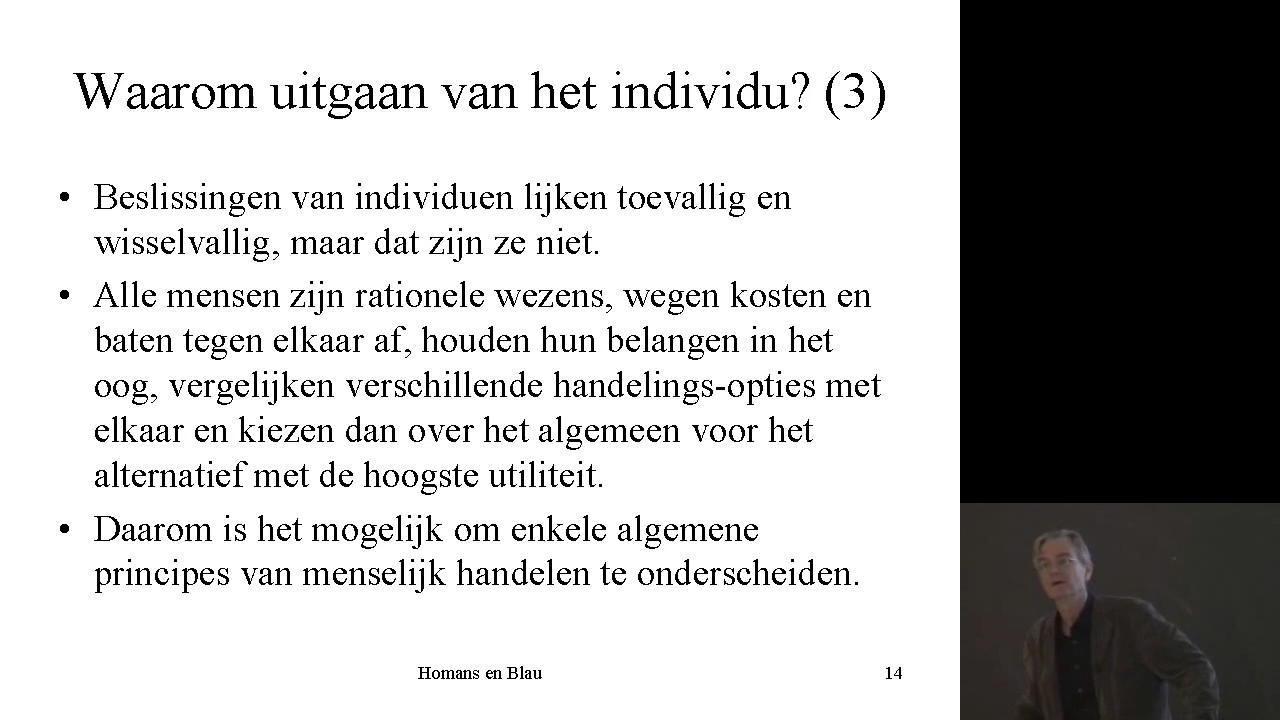 Waarom uitgaan van het individu? (3)
• Beslissingen van individuen lijken toevallig en
wisselvallig, maar dat zijn ze niet.
• Alle mensen zijn rationele wezens, wegen kosten en
baten tegen elkaar af, houden hun belangen in het
oog, vergelijken verschillende handelings-opties met
elkaar en kiezen dan over het algemeen voor het
alternatief met de hoogste utiliteit.
• Daarom is het mogelijk om enkele algemene
principes van menselijk handelen te onderscheiden.
Homans en Blau
14